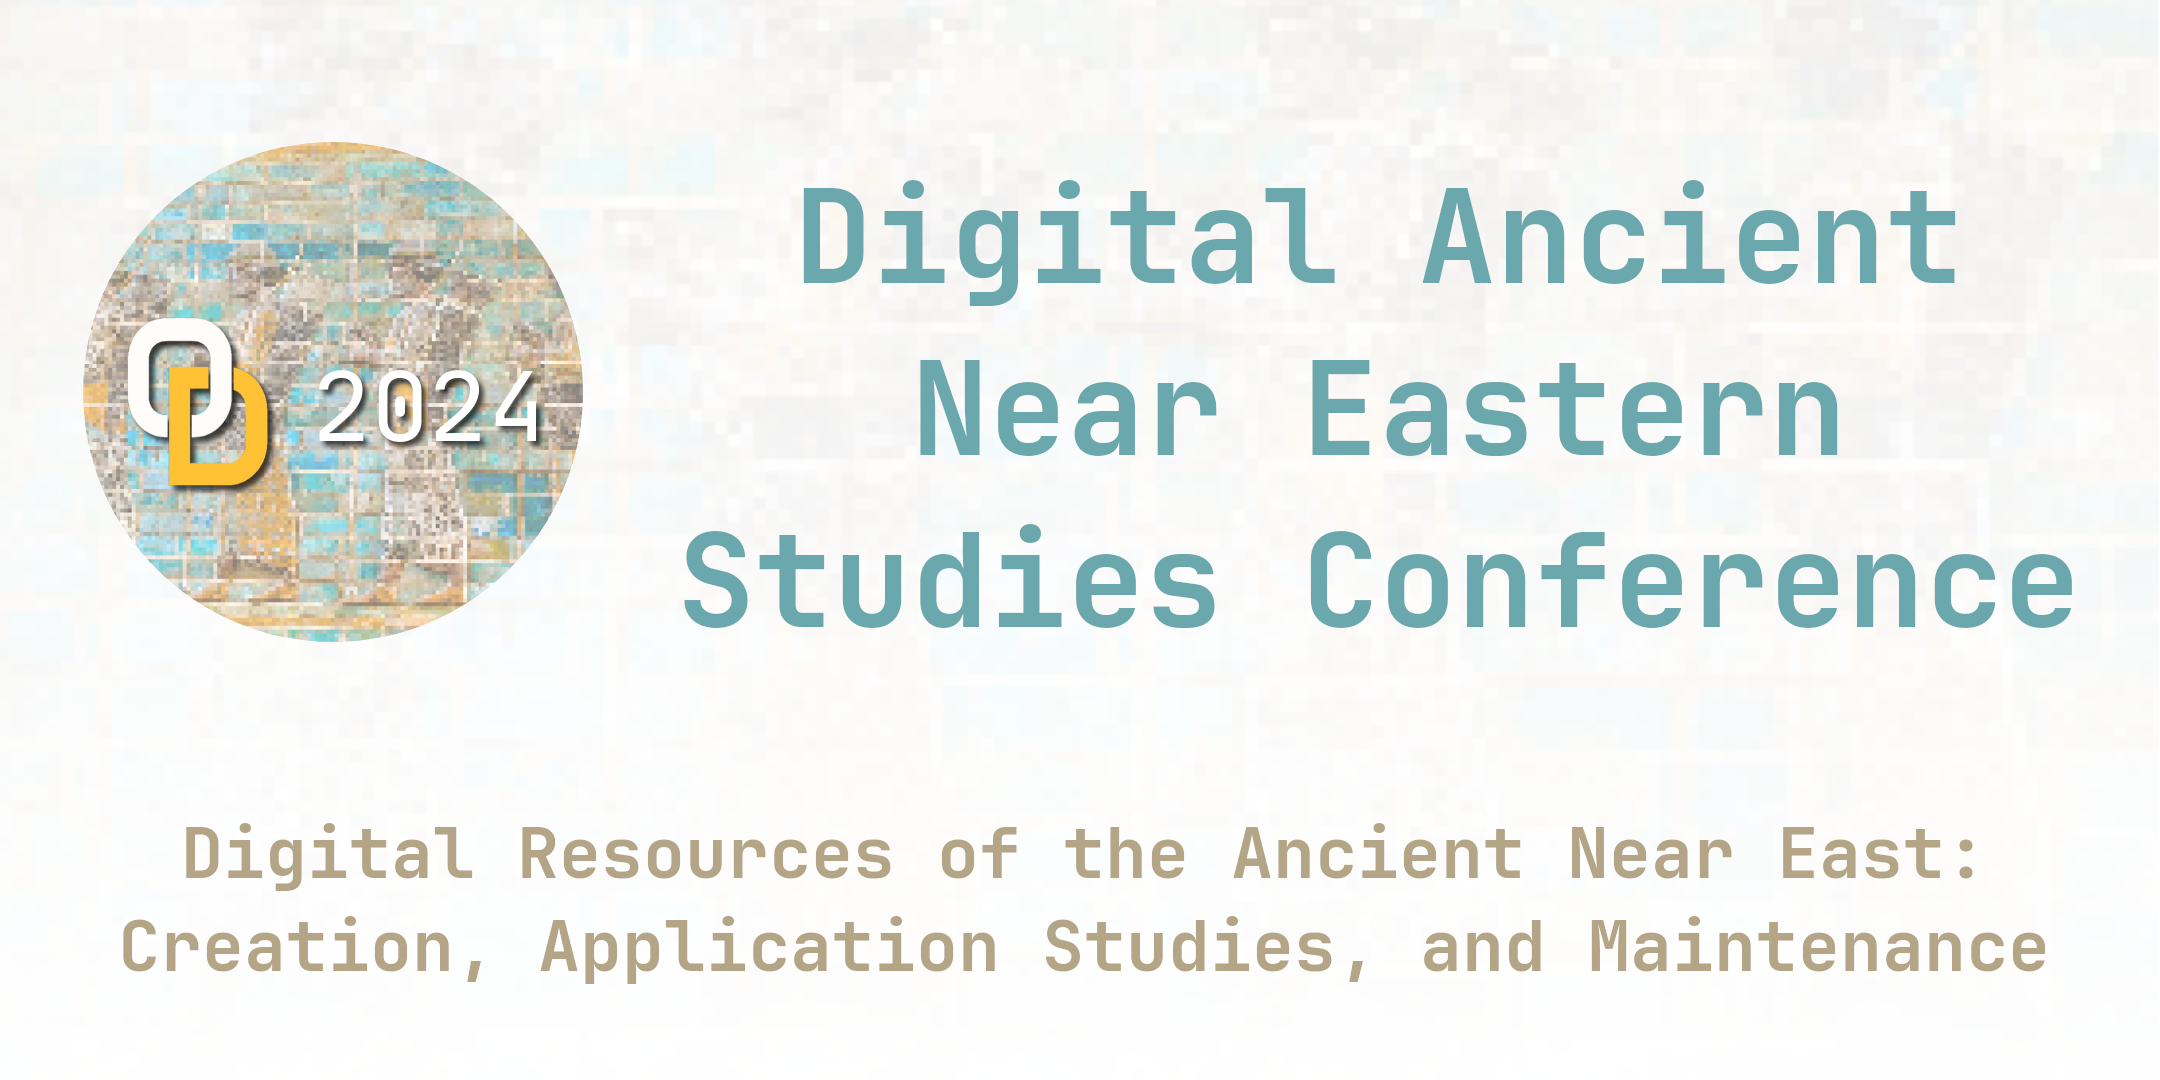 OD 2024
Digital Ancient
Near Eastern
Studies Conference
Digital Resources of the Ancient Near East:
Creation, Application Studies, and Maintenance